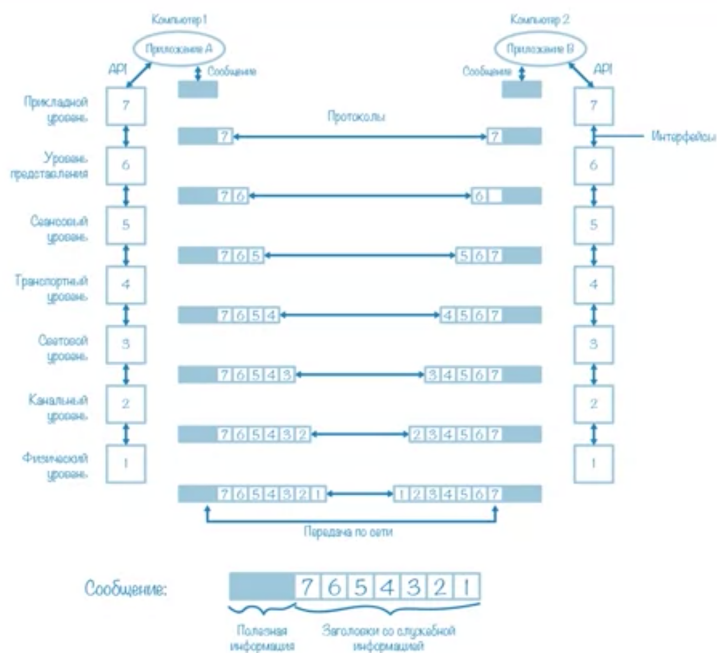 Компьютер 1
Компьютер 2
Приложение А
Приложение В
API
Сообщение
Сообщение
API
Прикладной
уровень
7
7
Протоколы
7
7
Интерфейсы
Уровень
представления
6
6
7 6
6
Сеансовый
уровень
5
5
7 6 5
5 6 7
Транспортный
уровень
4
4
7 6 5 4
4 5 6 7
Световой
уровень
3
3
7 6 5 4 3
3 4 5 6 7
Канальный
уровень
2
2
7 6 5 4 3 2
2 3 4 5 6 7
Физический
уровень
1
1
7 6 5 4 3 2 1
1 2 3 4 5 6 7
Передача по сети
Сообщение:
7 6 5 4 3 2 1
Полезная
информация
Заголовки со служебной
информацией